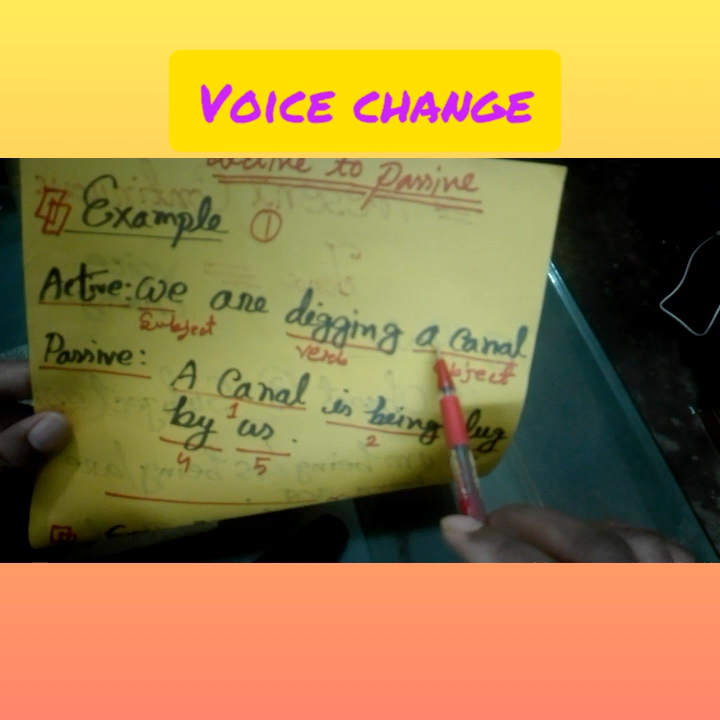 VOICE CHANGE
Active to Passive
Example ①
Active: we are digging a canal
Subject verb object
Passive: A canal is being dug
1 2
by us.
4 5